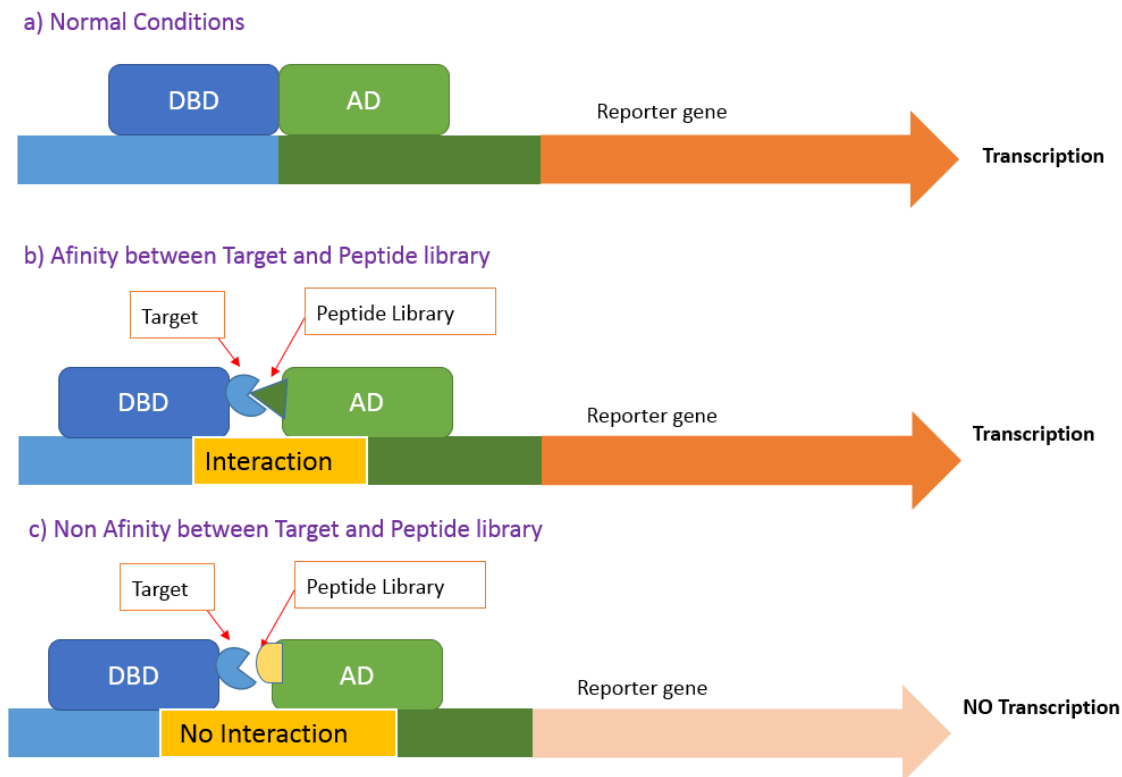 a) Normal Conditions
DBD
AD
Reporter gene
Transcription
b) Afinity between Target and Peptide library
Target
Peptide Library
DBD
AD
Reporter gene
Transcription
Interaction
c) Non Afinity between Target and Peptide library
Target
Peptide Library
DBD
AD
Reporter gene
NO Transcription
No Interaction